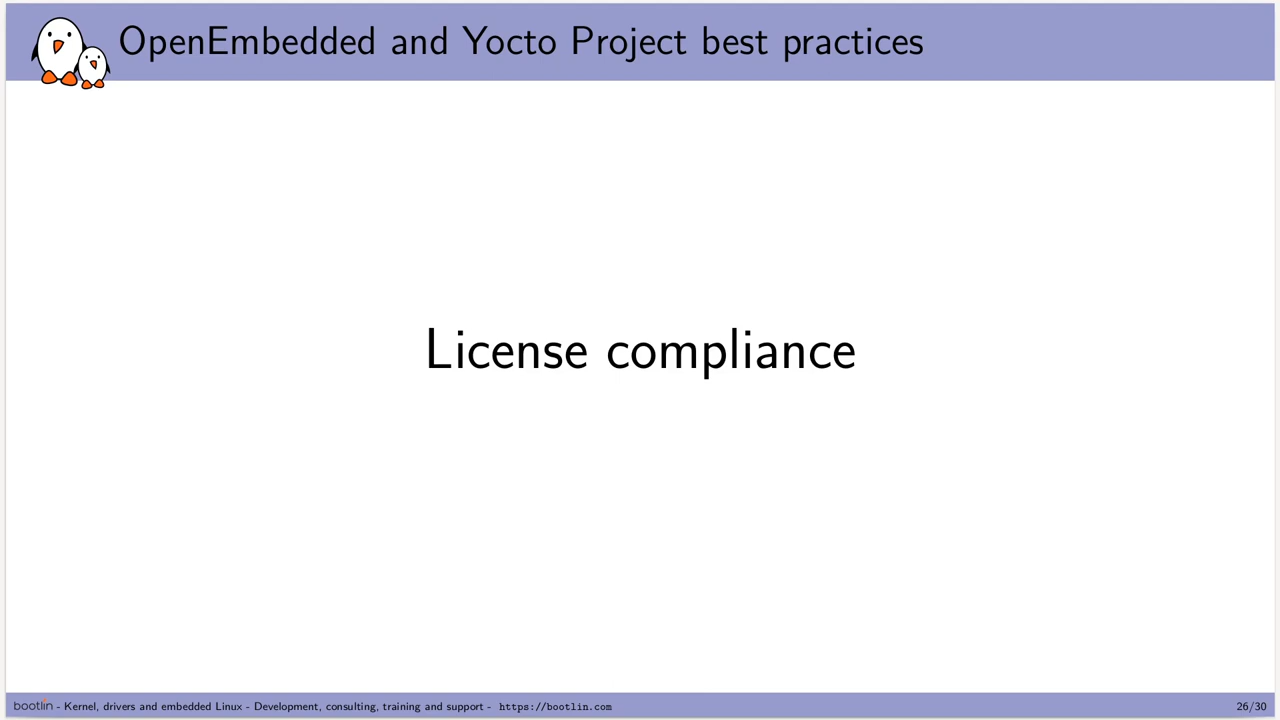 OpenEmbedded and Yocto Project best practices
License compliance
bootlin - Kernel, drivers and embedded Linux - Development, consulting, training and support - https://bootlin.com
26/30